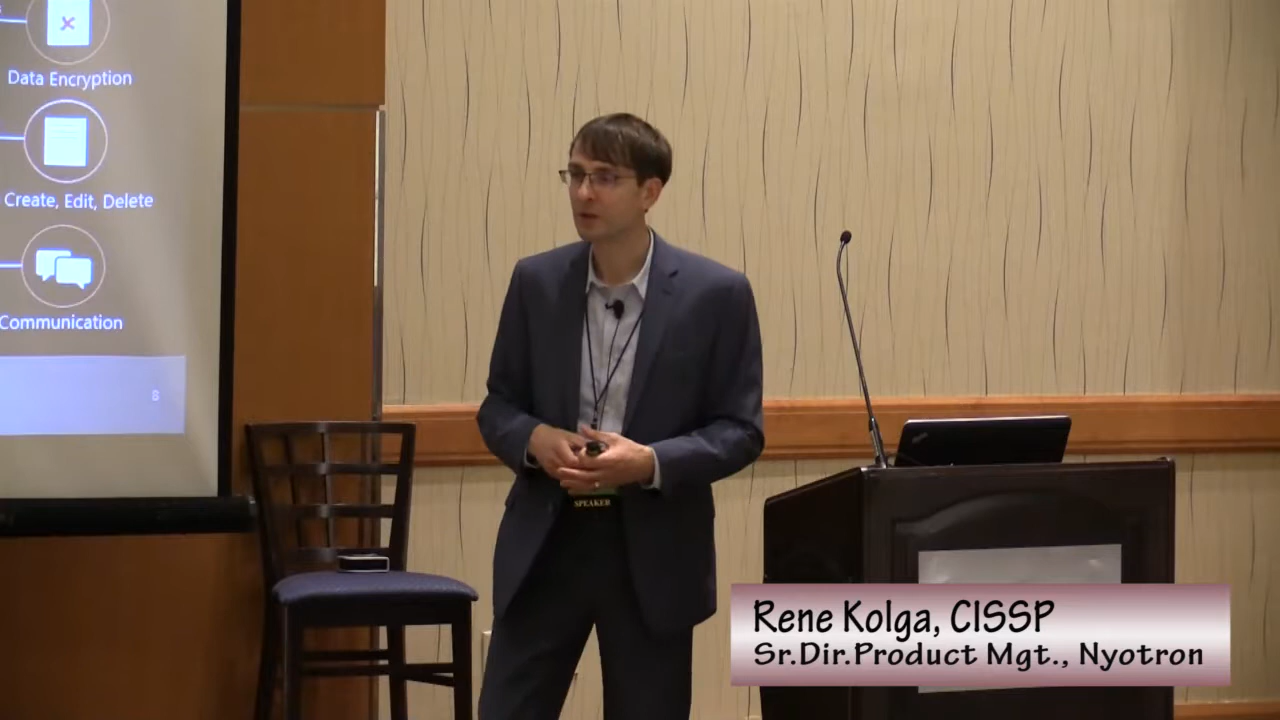 Data Encryption
Create, Edit, Delete
Communication
8
SPEAKER
Rene Kolga, CISSP
Sr.Dir.Product Mgt., Nyotron